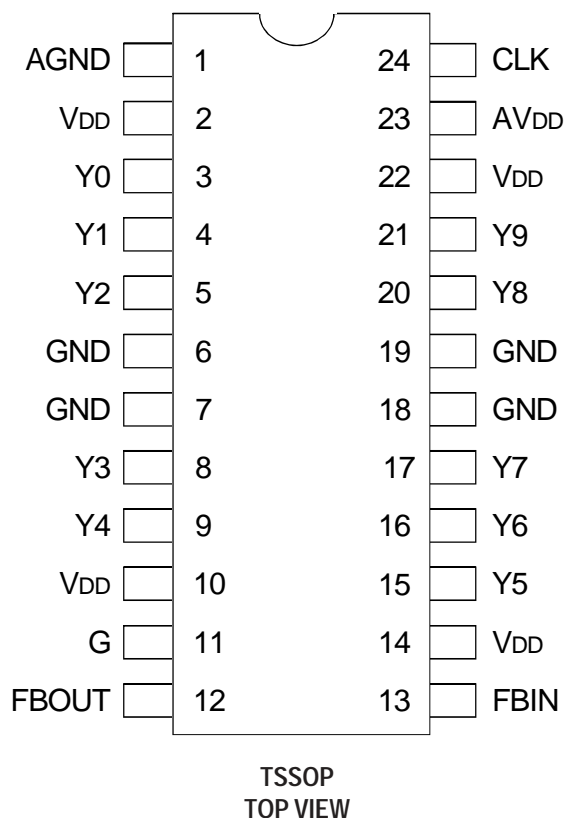 AGND 1 24 CLK
VDD 2 23 AVDD
Y0 3 22 VDD
Y1 4 21 Y9
Y2 5 20 Y8
GND 6 19 GND
GND 7 18 GND
Y3 8 17 Y7
Y4 9 16 Y6
VDD 10 15 Y5
G 11 14 VDD
FBOUT 12 13 FBIN
TSSOP
TOP VIEW